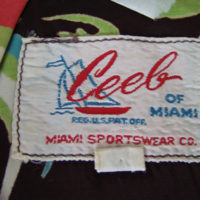 Ceeb
OF
MIAMI
REG. U.S. PAT. OFF.
MIAMI SPORTSWEAR CO.